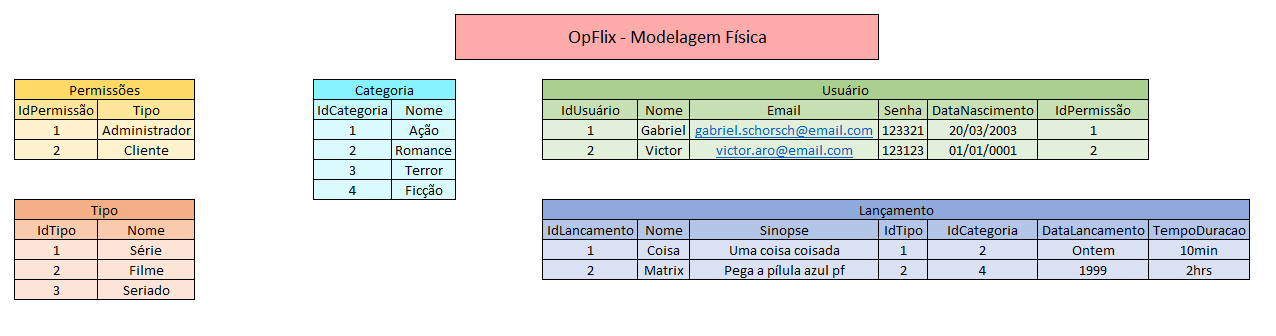 OpFlix - Modelagem Física
Permissões
IdPermissão Tipo
1 Administrador
2 Cliente
Categoria
IdCategoria Nome
1 Ação
2 Romance
3 Terror
4 Ficção
Usuário
IdUsuário Nome Email Senha DataNascimento IdPermissão
1 Gabriel gabriel.schorsch@email.com 123321 20/03/2003 1
2 Victor victor.aro@email.com 123123 01/01/0001 2
Tipo
IdTipo Nome
1 Série
2 Filme
3 Seriado
Lançamento
IdLancamento Nome Sinopse IdTipo IdCategoria DataLancamento TempoDuracao
1 Coisa Uma coisa coisada 1 2 Ontem 10min
2 Matrix Pega a pílula azul pf 2 4 1999 2hrs